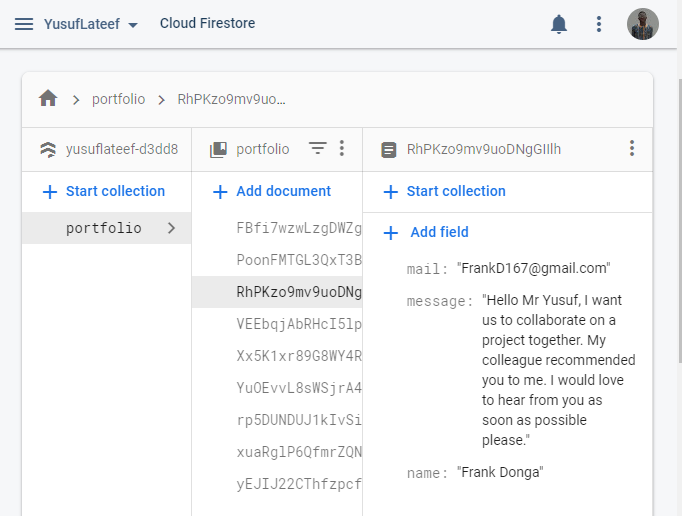 YusufLateef
Cloud Firestore
portfolio
RhPKzo9mv9uo...
yusuflateef-d3dd8
portfolio
RhPKzo9mv9uoDNgGIIlh
Start collection
Add document
Start collection
portfolio
FBfi7wzwLzgDWZg
PoonFMTGL3QxT3B
RhPKzo9mv9uoDNg
VEEbqjAbRHcI5lp
Xx5K1xr89G8WY4R
YuOEvvL8sWSjrA4
rp5DUNDUJ1kIvSi
xuaRglP6QfmrZQN
yEJIJ22CThfzpcf
Add field
mail: "FrankD167@gmail.com"
message: "Hello Mr Yusuf, I want
us to collaborate on a
project together. My
colleague recommended
you to me. I would love
to hear from you as
soon as possible
please."
name: "Frank Donga"